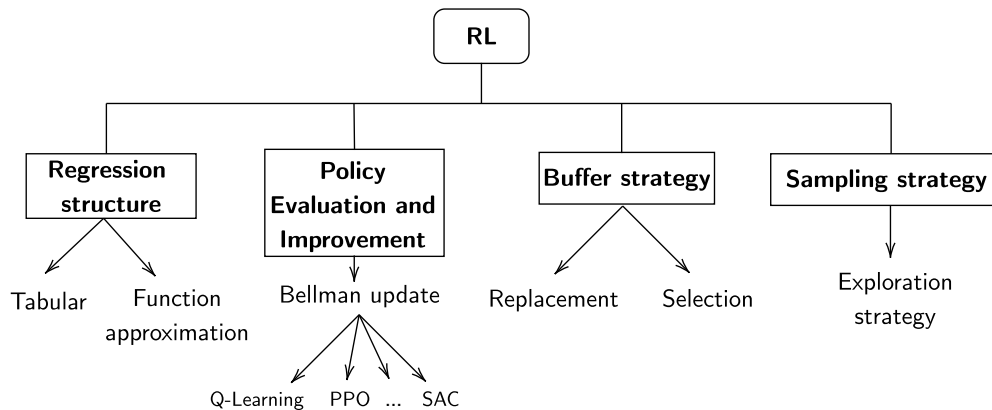 RL
Regression
structure
Policy
Evaluation and
Improvement
Buffer strategy
Sampling strategy
Tabular
Function
approximation
Bellman update
Replacement
Selection
Exploration
strategy
Q-Learning
PPO
...
SAC